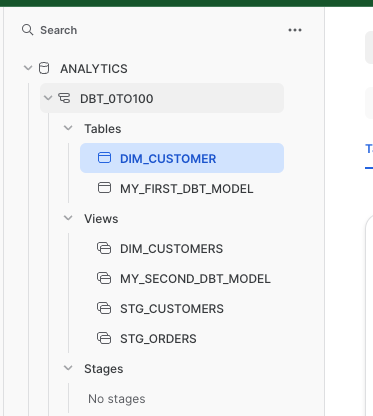 Search
ANALYTICS
DBT_0TO100
Tables
DIM_CUSTOMER
MY_FIRST_DBT_MODEL
Views
DIM_CUSTOMERS
MY_SECOND_DBT_MODEL
STG_CUSTOMERS
STG_ORDERS
Stages
No stages